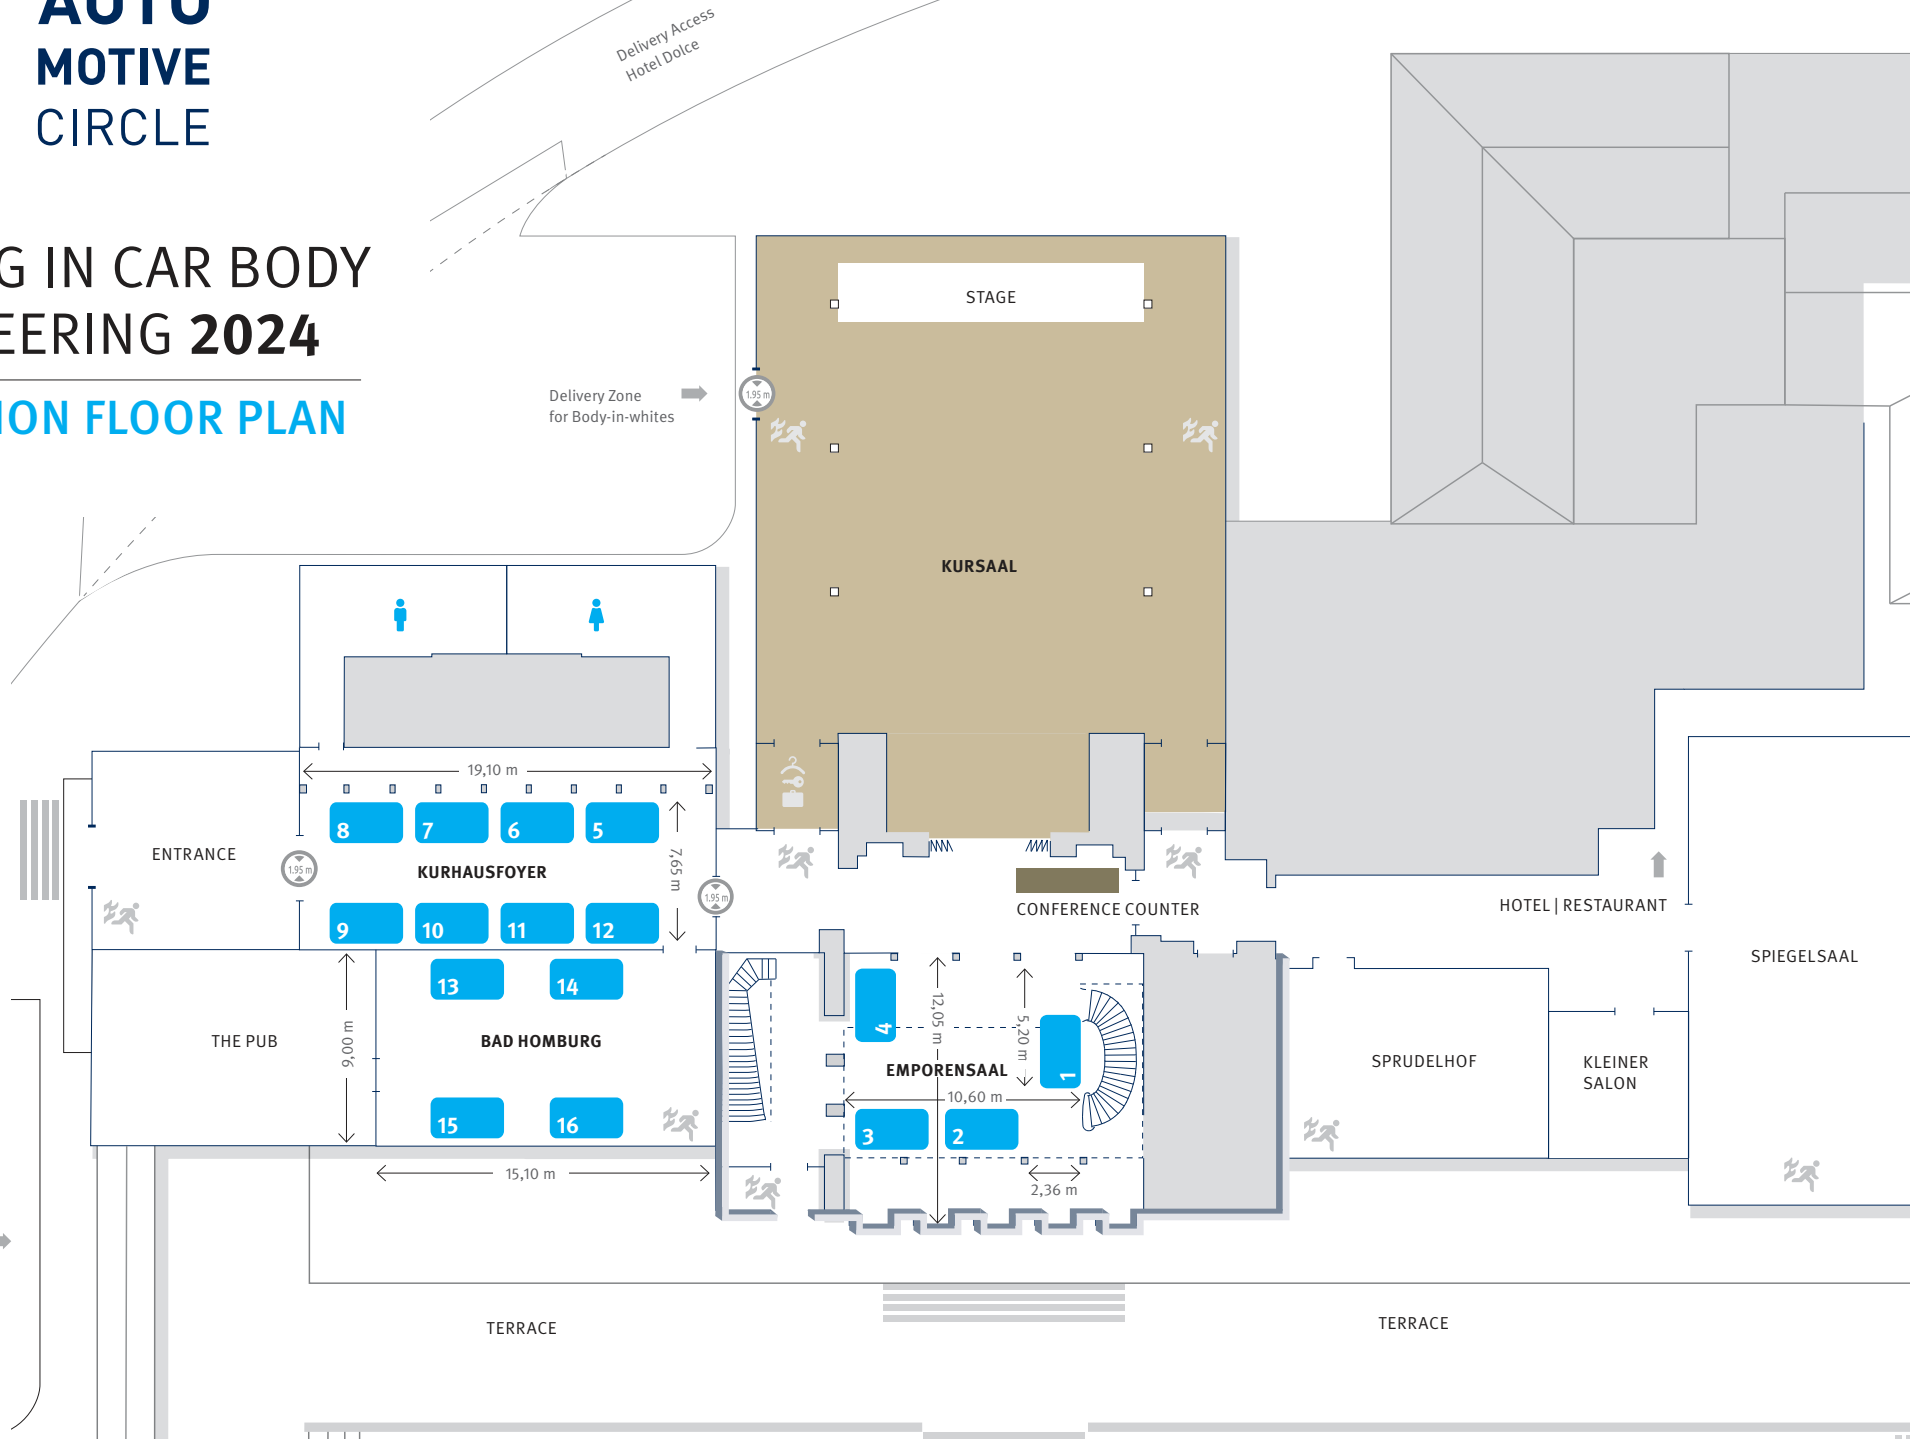 AUTO
MOTIVE
CIRCLE
G IN CAR BODY
EERING 2024
ION FLOOR PLAN
Delivery Access
Hotel Dolce
STAGE
Delivery Zone
for Body-in-whites
1.95 m
KURSAAL
19,10 m
8
7
6
5
ENTRANCE
1.95 m
KURHAUSFOYER
7,65 m
1.95 m
9
10
11
12
CONFERENCE COUNTER
HOTEL | RESTAURANT
SPIEGELSAAL
13
14
THE PUB
9,00 m
BAD HOMBURG
15
16
15,10 m
4
12,05 m
5,20 m
1
EMPORENSAAL
10,60 m
3
2
2,36 m
SPRUDELHOF
KLEINER
SALON
TERRACE
TERRACE